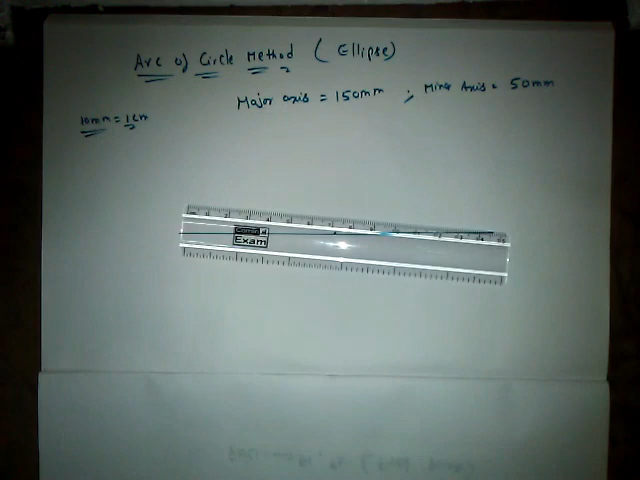 Arc of Circle Method (Ellipse)
Major axis = 150mm ; Minor Axis = 50mm
10mm = 1cm
Exam